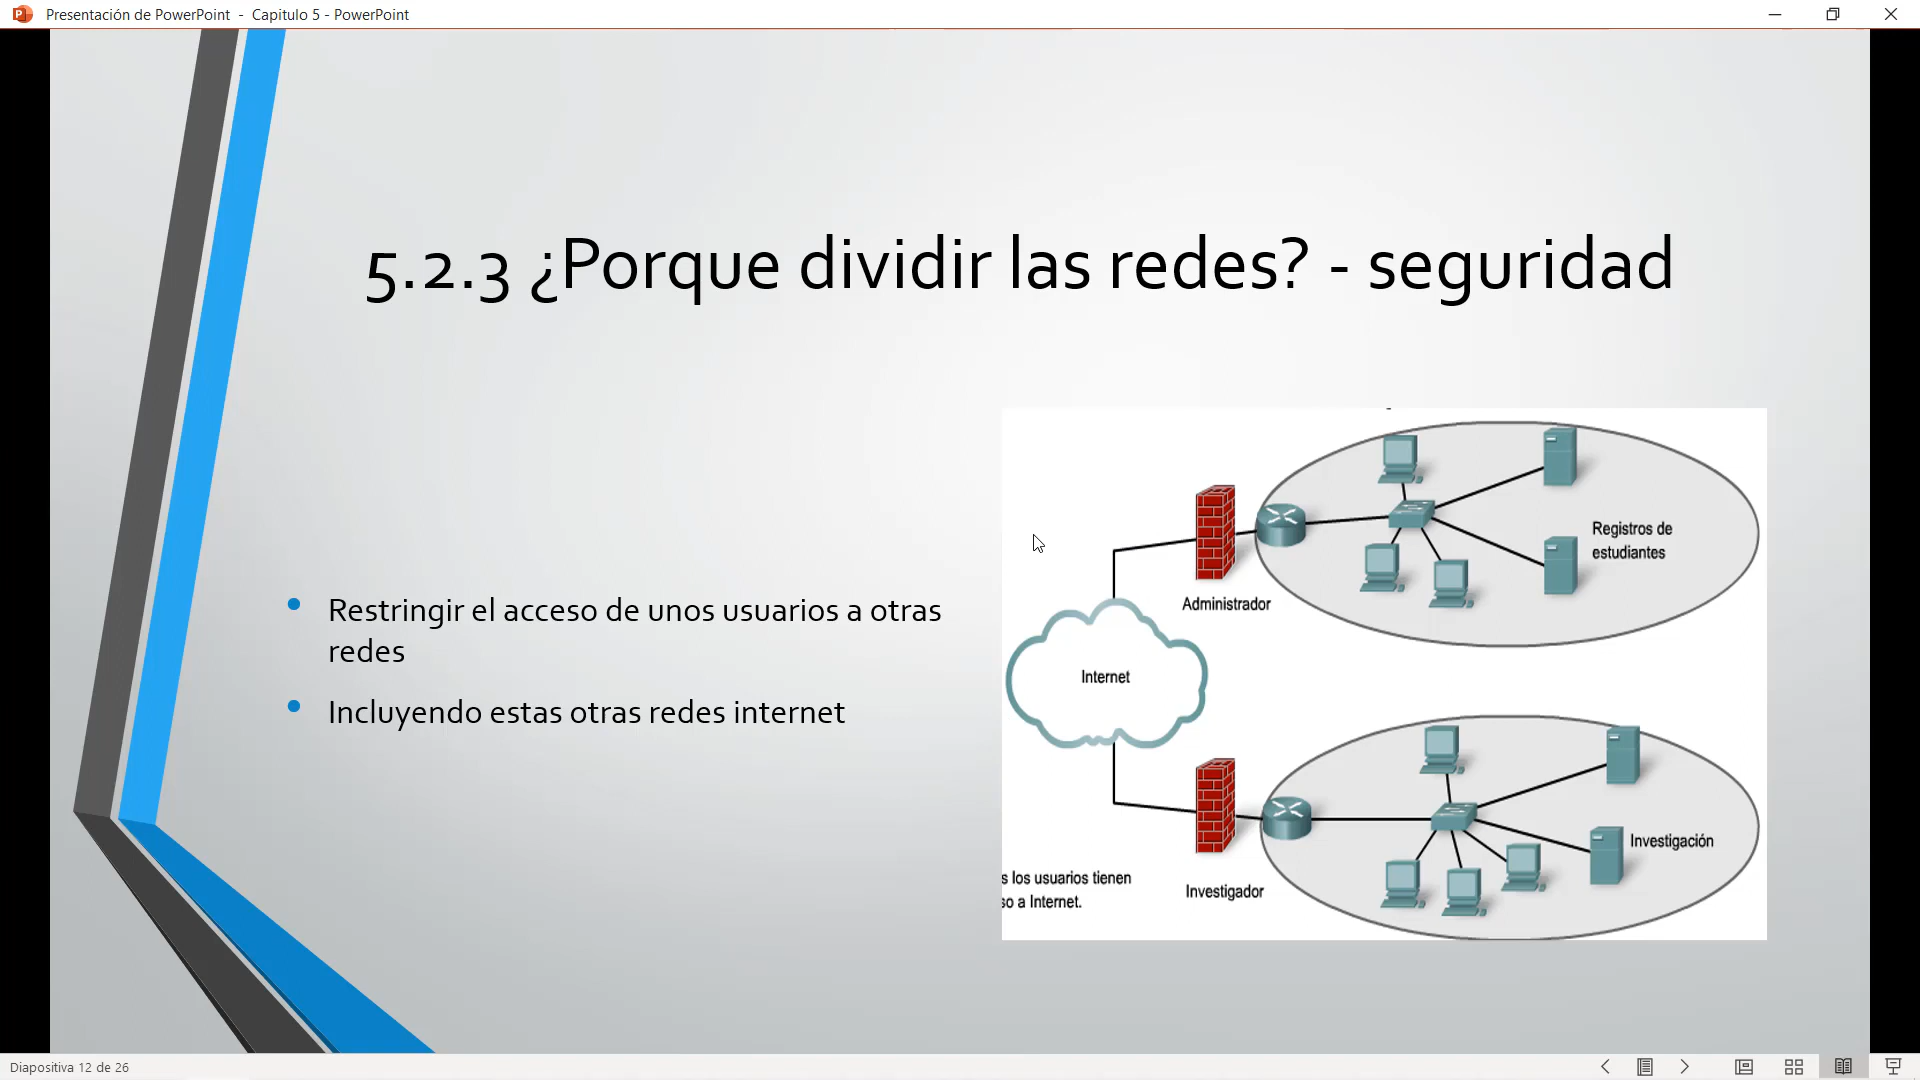 Presentación de PowerPoint - Capitulo 5 - PowerPoint
5.2.3 ¿Porque dividir las redes? - seguridad
Restringir el acceso de unos usuarios a otras
redes
Incluyendo estas otras redes internet
Registros de
estudiantes
Administrador
Internet
Investigación
s los usuarios tienen
so a Internet.
Investigador
Diapositiva 12 de 26